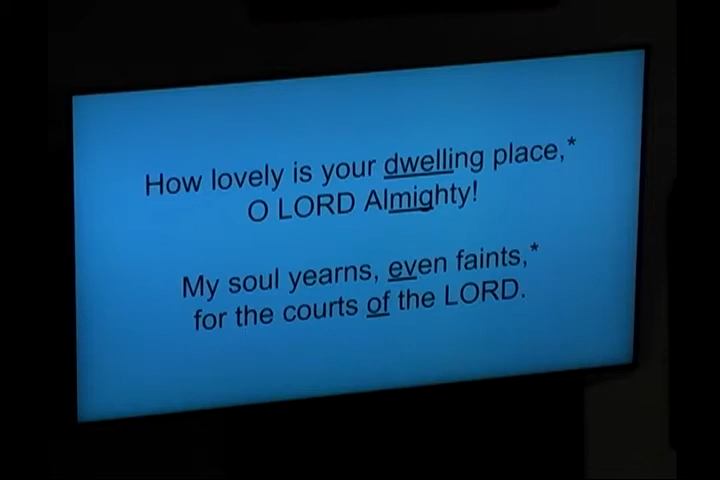 How lovely is your dwelling place,*
O LORD Almighty!
My soul yearns, even faints,*
for the courts of the LORD.